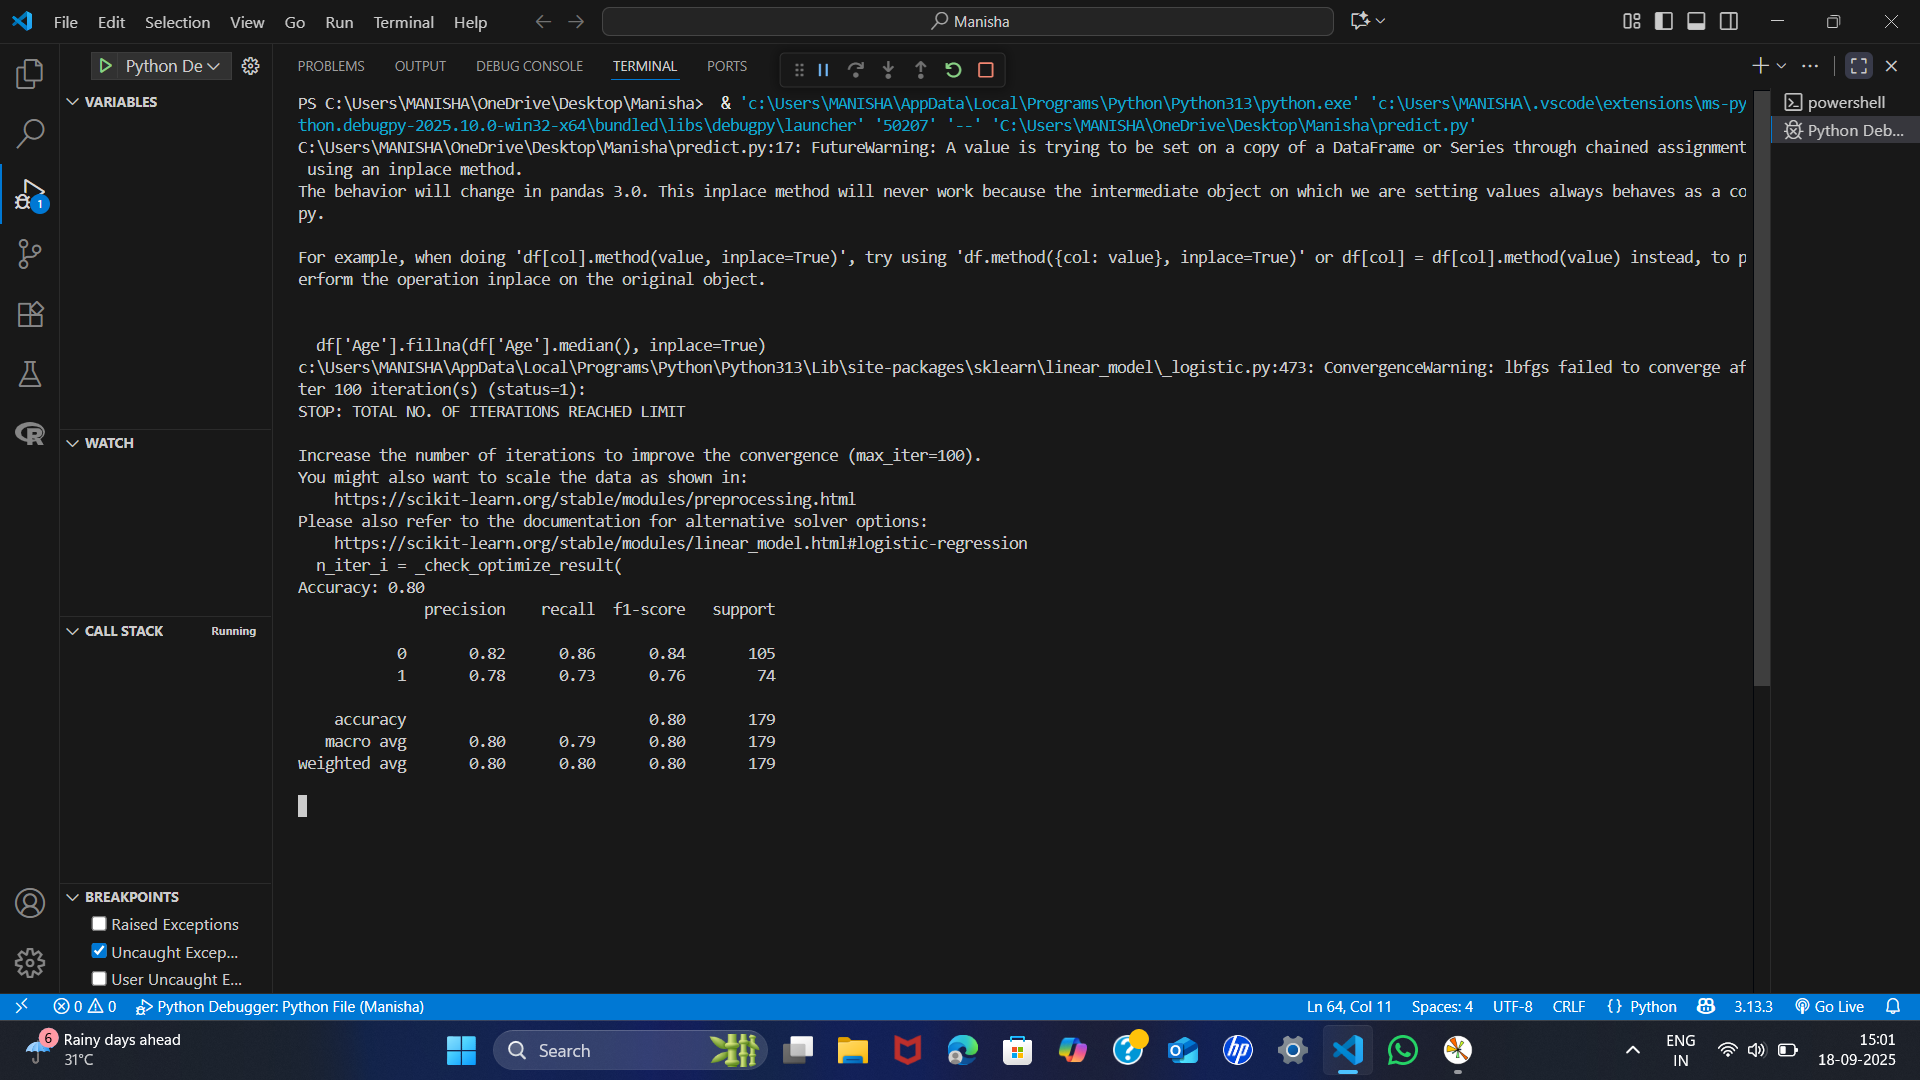 File Edit Selection View Go Run Terminal Help
Manisha
Python De
PROBLEMS OUTPUT DEBUG CONSOLE TERMINAL PORTS
VARIABLES
WATCH
CALL STACK Running
BREAKPOINTS
Raised Exceptions
Uncaught Excep...
User Uncaught E...
1
PS C:\Users\MANISHA\OneDrive\Desktop\Manisha>  & 'c:\Users\MANISHA\AppData\Local\Programs\Python\Python313\python.exe' 'c:\Users\MANISHA\.vscode\extensions\ms-py
thon.debugpy-2025.10.0-win32-x64\bundled\libs\debugpy\launcher' '50207' '--' 'C:\Users\MANISHA\OneDrive\Desktop\Manisha\predict.py'
C:\Users\MANISHA\OneDrive\Desktop\Manisha\predict.py:17: FutureWarning: A value is trying to be set on a copy of a DataFrame or Series through chained assignment
 using an inplace method.
The behavior will change in pandas 3.0. This inplace method will never work because the intermediate object on which we are setting values always behaves as a co
py.
For example, when doing 'df[col].method(value, inplace=True)', try using 'df.method({col: value}, inplace=True)' or df[col] = df[col].method(value) instead, to p
erform the operation inplace on the original object.
  df['Age'].fillna(df['Age'].median(), inplace=True)
c:\Users\MANISHA\AppData\Local\Programs\Python\Python313\Lib\site-packages\sklearn\linear_model\_logistic.py:473: ConvergenceWarning: lbfgs failed to converge af
ter 100 iteration(s) (status=1):
STOP: TOTAL NO. OF ITERATIONS REACHED LIMIT
Increase the number of iterations to improve the convergence (max_iter=100).
You might also want to scale the data as shown in:
    https://scikit-learn.org/stable/modules/preprocessing.html
Please also refer to the documentation for alternative solver options:
    https://scikit-learn.org/stable/modules/linear_model.html#logistic-regression
  n_iter_i = _check_optimize_result(
Accuracy: 0.80
              precision    recall  f1-score   support
           0       0.82      0.86      0.84       105
           1       0.78      0.73      0.76        74
    accuracy                           0.80       179
   macro avg       0.80      0.79      0.80       179
weighted avg       0.80      0.80      0.80       179
powershell
Python Deb...
0 0 Python Debugger: Python File (Manisha)
Ln 64, Col 11 Spaces: 4 UTF-8 CRLF {} Python 3.13.3 Go Live
6
Rainy days ahead
31°C
Search
hp
ENG
IN
15:01
18-09-2025